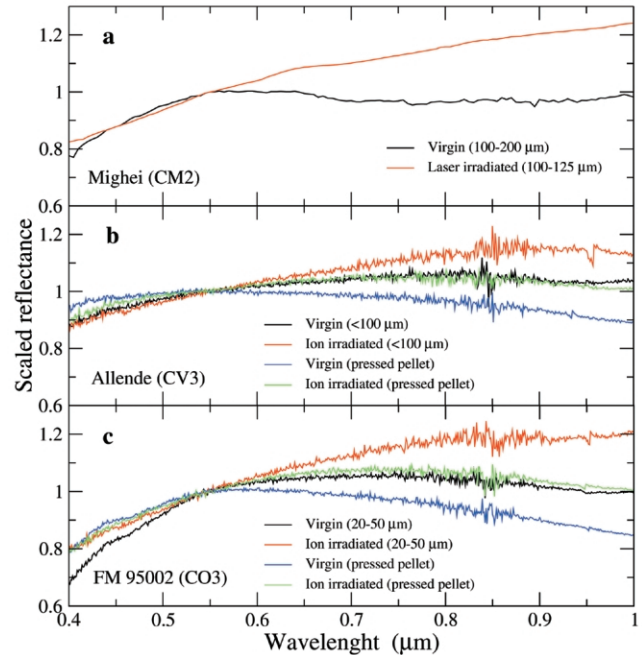 1.2
a
1
0.8
Virgin (100-200 μm)
Laser irradiated (100-125 μm)
Mighei (CM2)
0.6
Scaled reflectance
1.2
b
1
Virgin (<100 μm)
Ion irradiated (<100 μm)
0.8
Virgin (pressed pellet)
Allende (CV3)
Ion irradiated (pressed pellet)
0.6
1.2
c
1
Virgin (20-50 μm)
Ion irradiated (20-50 μm)
0.8
Virgin (pressed pellet)
FM 95002 (CO3)
Ion irradiated (pressed pellet)
0.6
0.4 0.5 0.6 0.7 0.8 0.9 1
Wavelenght (μm)